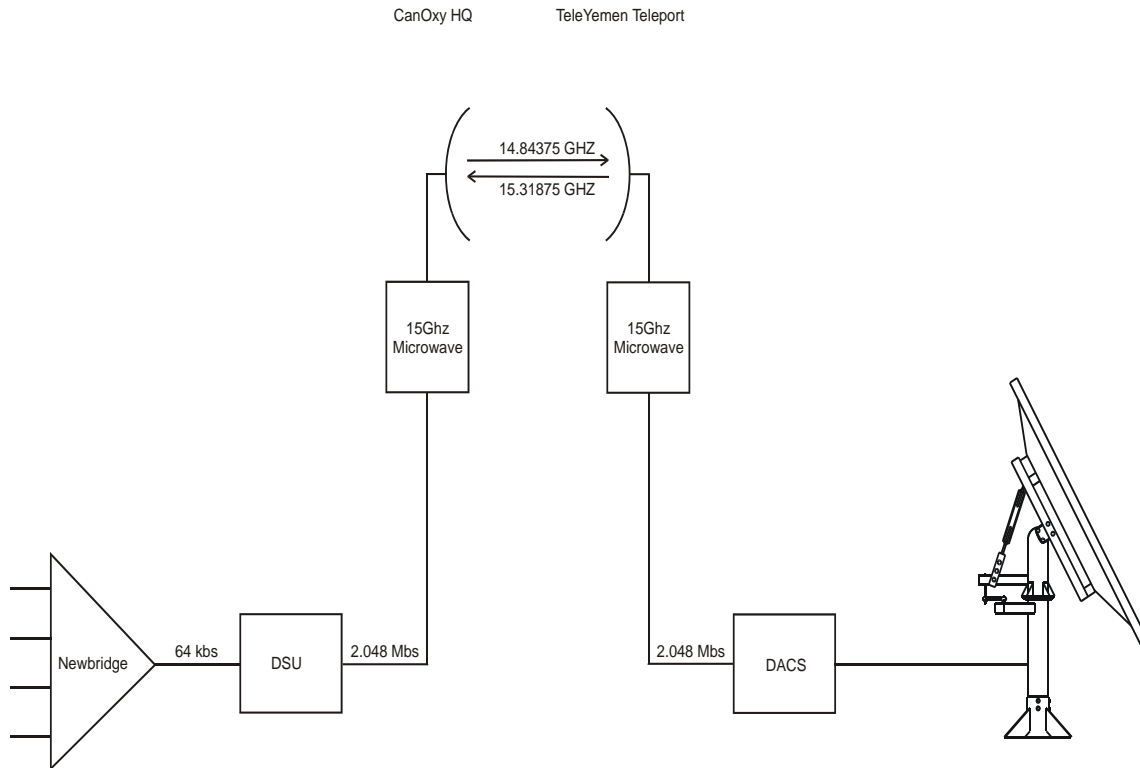 CanOxy HQ
TeleYemen Teleport
14.84375 GHZ
15.31875 GHZ
15Ghz
Microwave
15Ghz
Microwave
Newbridge
64 kbs
DSU
2.048 Mbs
2.048 Mbs
DACS